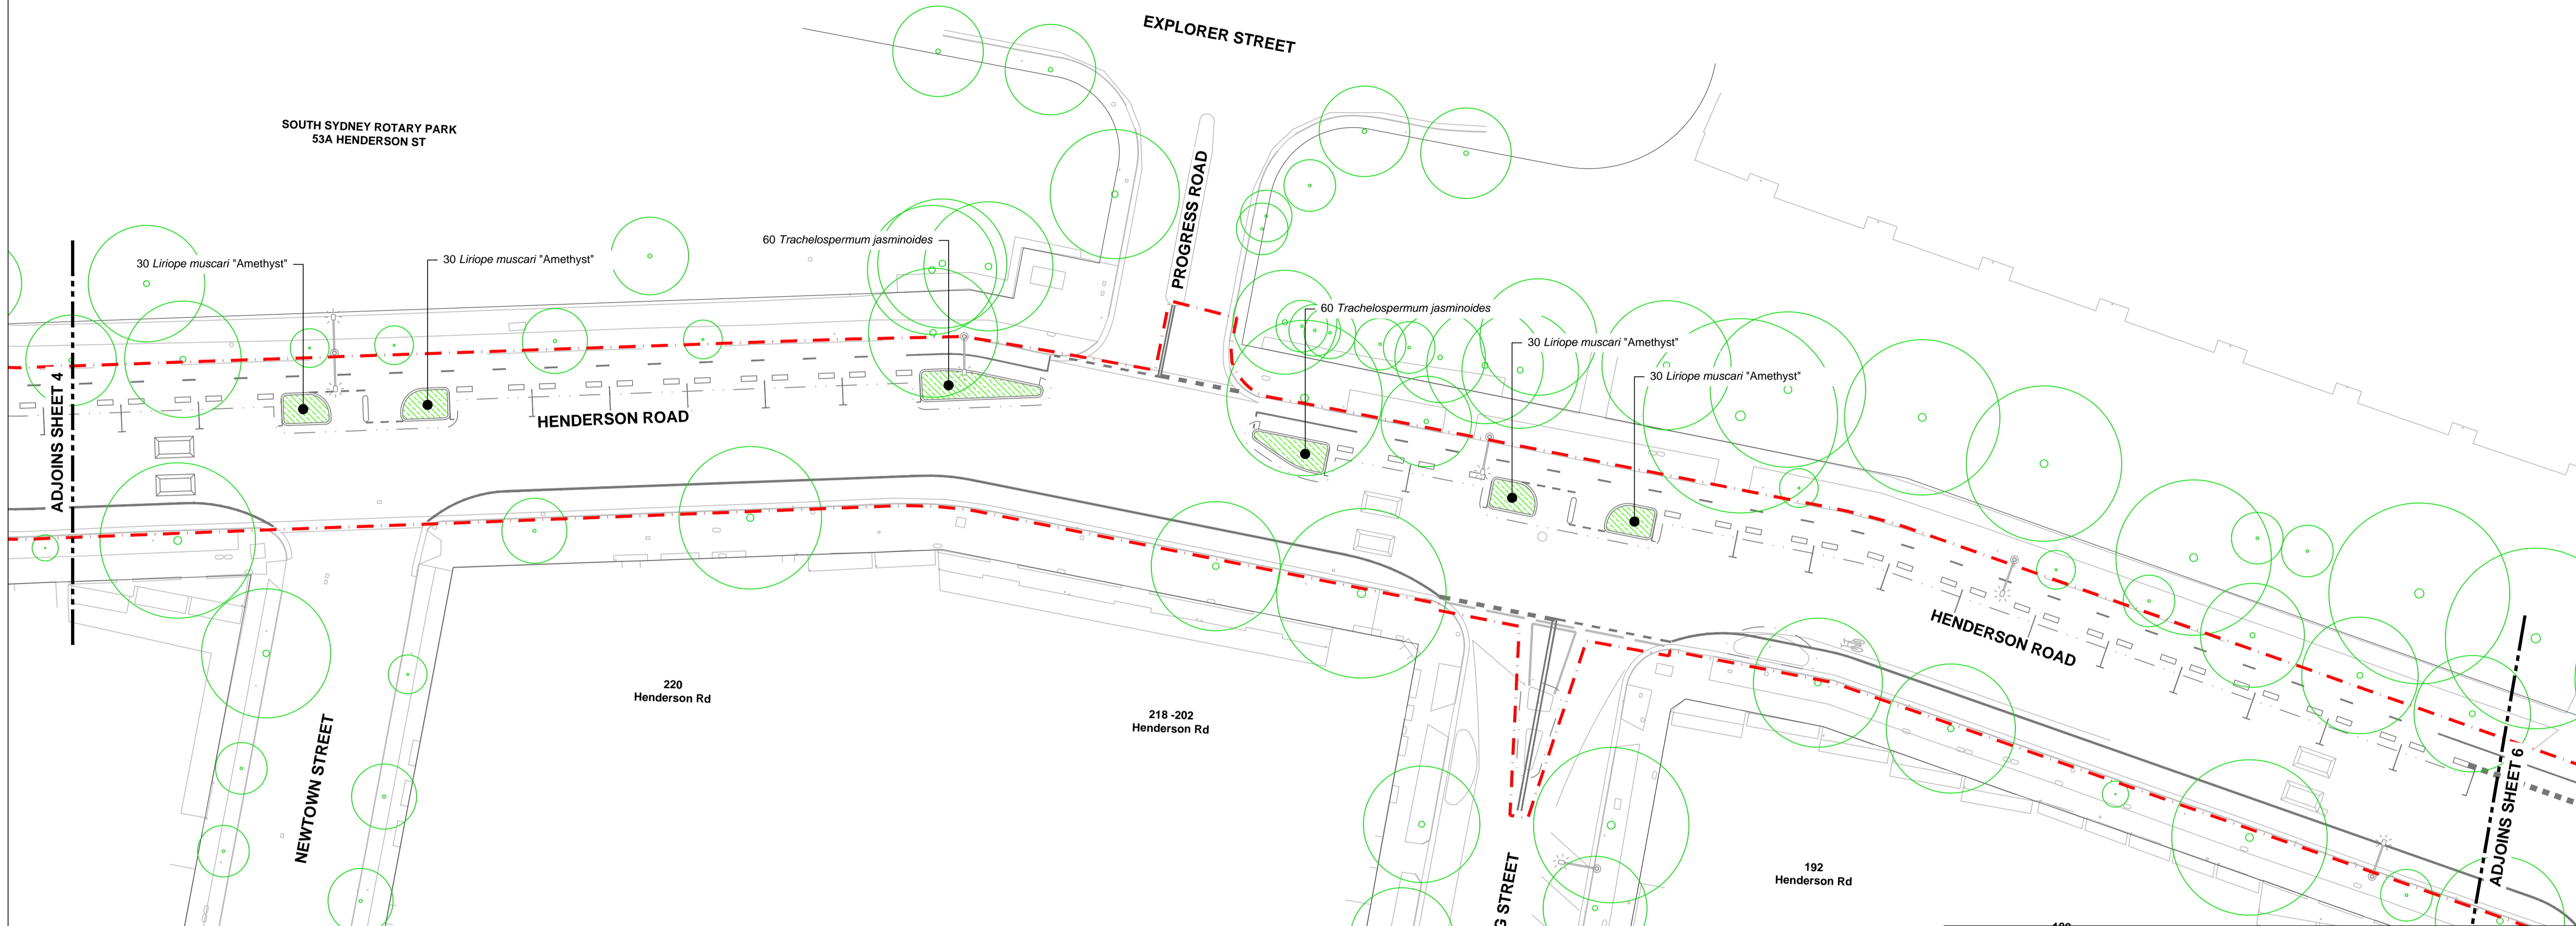 EXPLORER STREET
SOUTH SYDNEY ROTARY PARK
53A HENDERSON ST
PROGRESS ROAD
60 Trachelospermum jasminoides
30 Liriope muscari "Amethyst"
30 Liriope muscari "Amethyst"
60 Trachelospermum jasminoides
30 Liriope muscari "Amethyst"
30 Liriope muscari "Amethyst"
ADJOINS SHEET 4
HENDERSON ROAD
HENDERSON ROAD
220
Henderson Rd
218 -202
Henderson Rd
NEWTOWN STREET
G STREET
192
Henderson Rd
ADJOINS SHEET 6